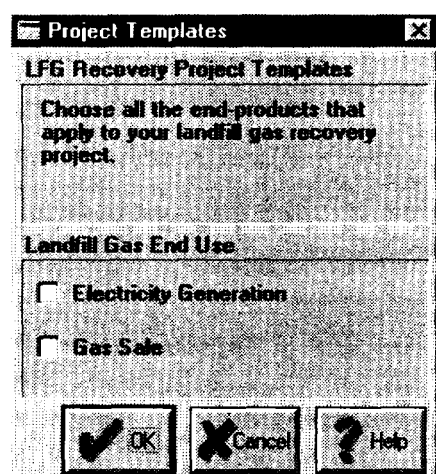 Project Templates
LFG Recovery Project Templates
Choose all the end-products that
apply to your landfill gas recovery
project.
Landfill Gas End Use
Electricity Generation
Gas Sale
OK Cancel Help